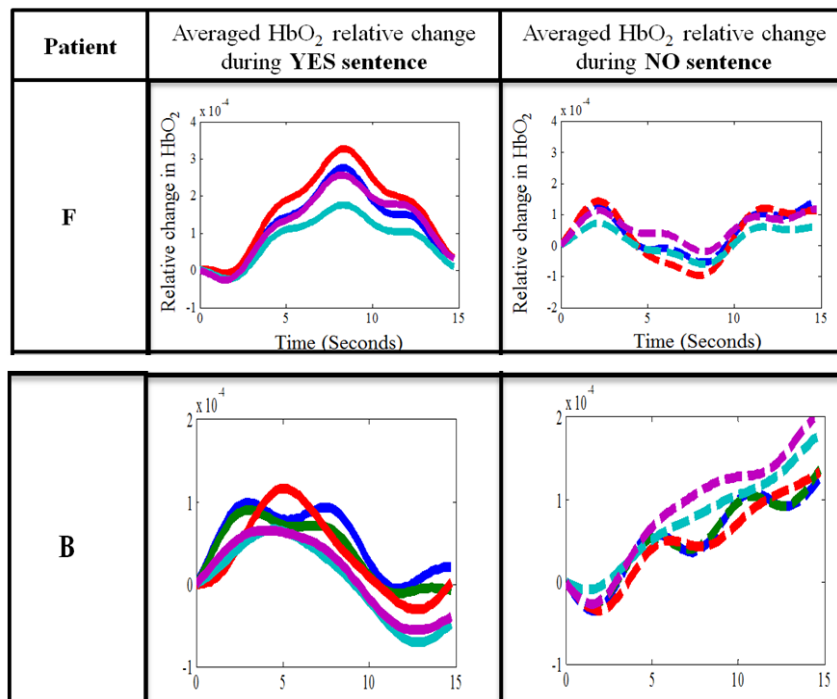 Patient
Averaged HbO₂ relative change
during YES sentence
Averaged HbO₂ relative change
during NO sentence
F
x 10⁻⁴
Relative change in HbO₂
4
3
2
1
0
-1
0 5 10 15
Time (Seconds)
x 10⁻⁴
Relative change in HbO₂
4
3
2
1
0
-1
-2
0 5 10 15
Time (Seconds)
B
x 10⁻⁴
2
1
0
-1
0 5 10 15
x 10⁻⁴
2
1
0
-1
0 5 10 15